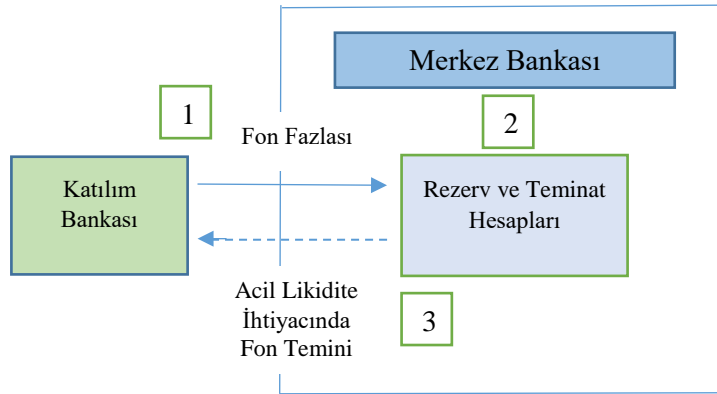 Merkez Bankası
1
2
Fon Fazlası
Katılım
Bankası
Rezerv ve Teminat
Hesapları
Acil Likidite
İhtiyacında
Fon Temini
3